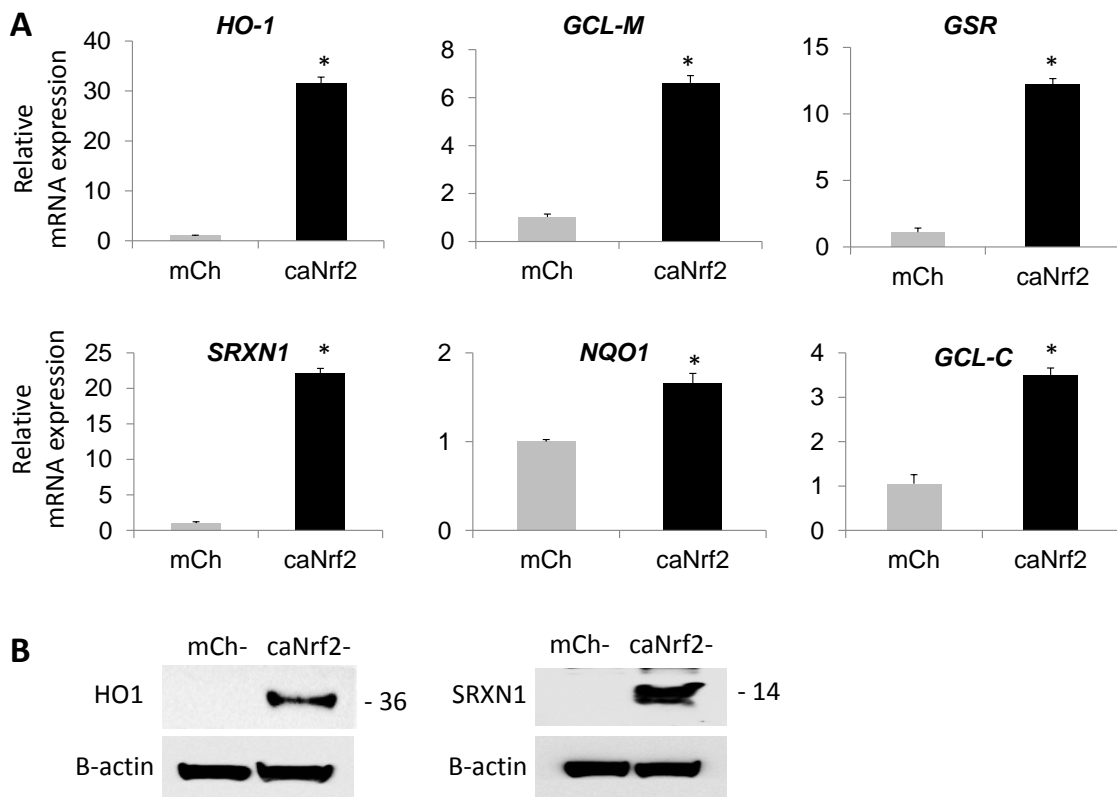 A
HO-1
GCL-M
GSR
Relative
mRNA expression
40
30
20
10
0
*
mCh
caNrf2
8
6
4
2
0
*
mCh
caNrf2
15
10
5
0
*
mCh
caNrf2
SRXN1
NQO1
GCL-C
Relative
mRNA expression
25
20
15
10
5
0
*
mCh
caNrf2
2
1
0
*
mCh
caNrf2
4
3
2
1
0
*
mCh
caNrf2
B
mCh- caNrf2-
HO1
- 36
B-actin
mCh- caNrf2-
SRXN1
- 14
B-actin